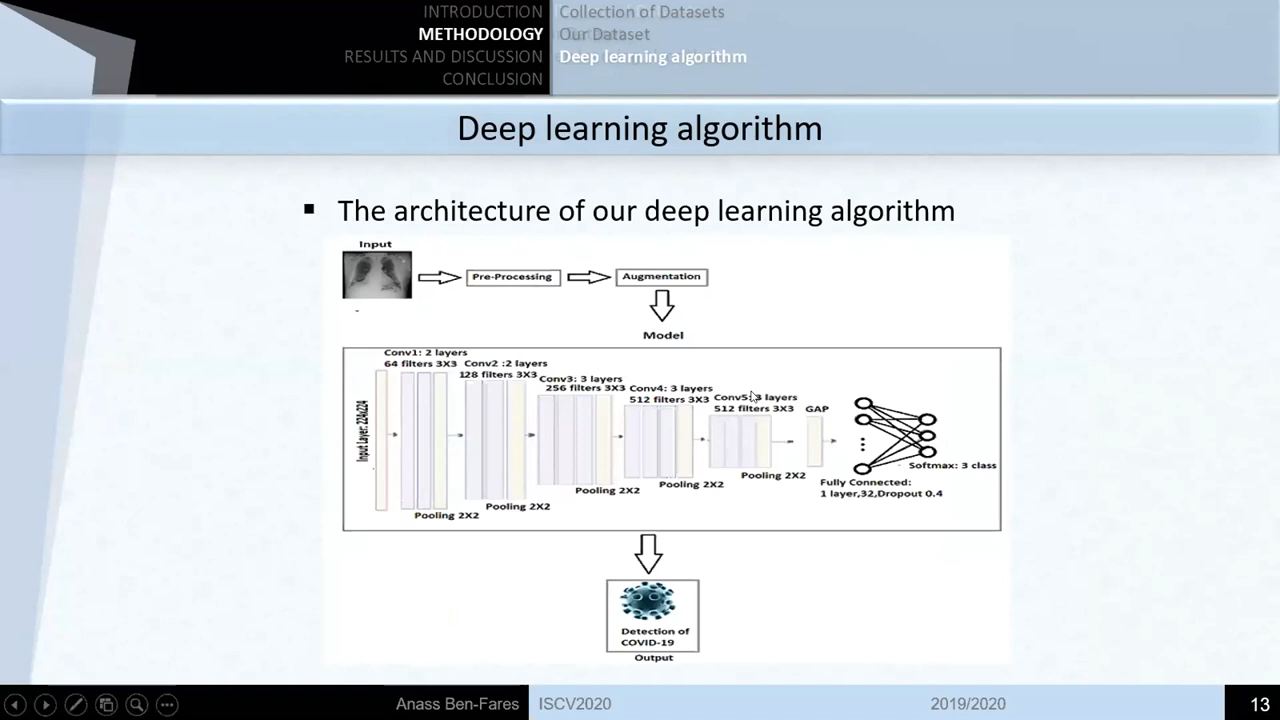 INTRODUCTION
METHODOLOGY
RESULTS AND DISCUSSION
CONCLUSION
Collection of Datasets
Our Dataset
Deep learning algorithm
Deep learning algorithm
▪ The architecture of our deep learning algorithm
Input
Pre-Processing
Augmentation
Model
Input Layer: 224x224
Conv1: 2 layers
64 filters 3X3
Pooling 2X2
Conv2 :2 layers
128 filters 3X3
Pooling 2X2
Conv3: 3 layers
256 filters 3X3
Pooling 2X2
Conv4: 3 layers
512 filters 3X3
Pooling 2X2
Conv5: 3 layers
512 filters 3X3
Pooling 2X2
GAP
Fully Connected:
1 layer,32,Dropout 0.4
Softmax: 3 class
Detection of
COVID-19
Output
Anass Ben-Fares
ISCV2020
2019/2020
13